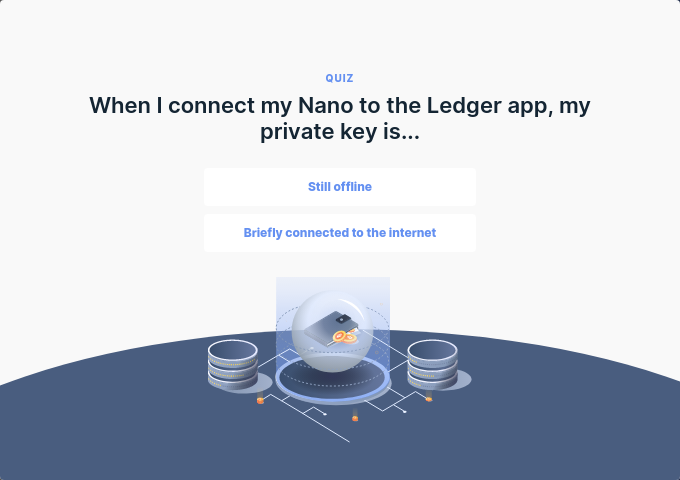 QUIZ
When I connect my Nano to the Ledger app, my
private key is...
Still offline
Briefly connected to the internet